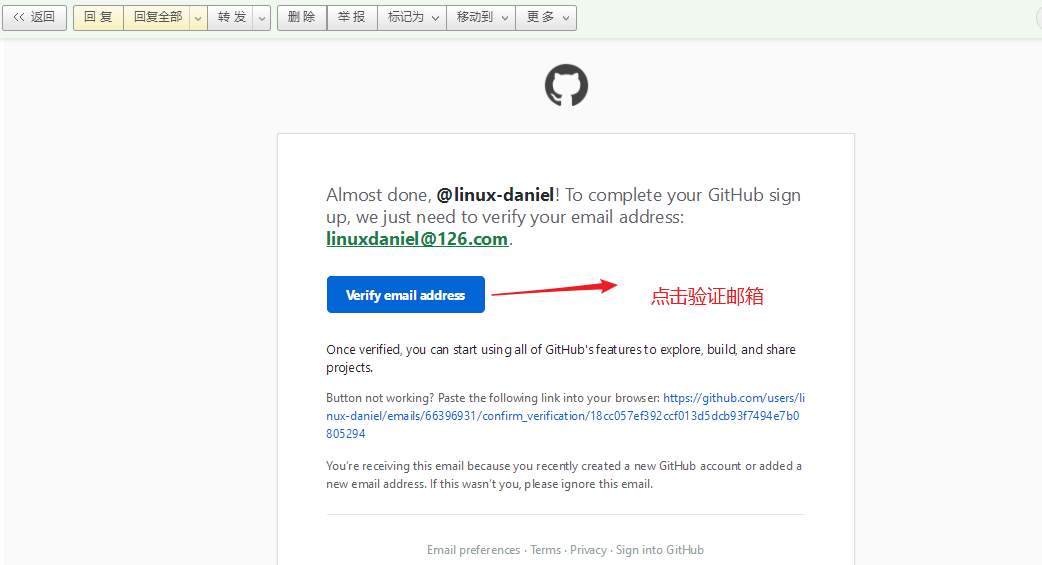 << 返回 回 复 回复全部 转 发 删 除 举 报 标记为 移动到 更 多
Almost done, @linux-daniel! To complete your GitHub sign
up, we just need to verify your email address:
linuxdaniel@126.com.
Verify email address
点击验证邮箱
Once verified, you can start using all of GitHub's features to explore, build, and share
projects.
Button not working? Paste the following link into your browser: https://github.com/users/li
nux-daniel/emails/66396931/confirm_verification/18cc057ef392ccf013d5dcb93f7494e7b0
805294
You’re receiving this email because you recently created a new GitHub account or added a
new email address. If this wasn’t you, please ignore this email.
Email preferences · Terms · Privacy · Sign into GitHub